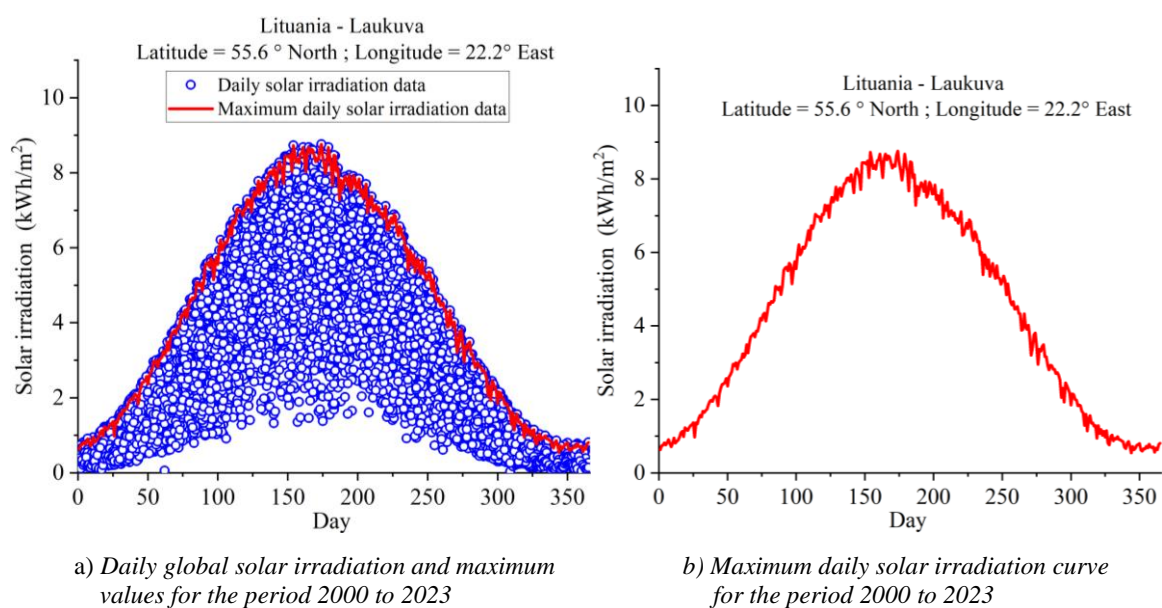 Lituania - Laukuva
Latitude = 55.6 ° North ; Longitude = 22.2° East
Daily solar irradiation data
Maximum daily solar irradiation data
10
8
6
4
2
0
Solar irradiation (kWh/m²)
0 50 100 150 200 250 300 350
Day
a) Daily global solar irradiation and maximum
values for the period 2000 to 2023
Lituania - Laukuva
Latitude = 55.6 ° North ; Longitude = 22.2° East
10
8
6
4
2
0
Solar irradiation (kWh/m²)
0 50 100 150 200 250 300 350
Day
b) Maximum daily solar irradiation curve
for the period 2000 to 2023